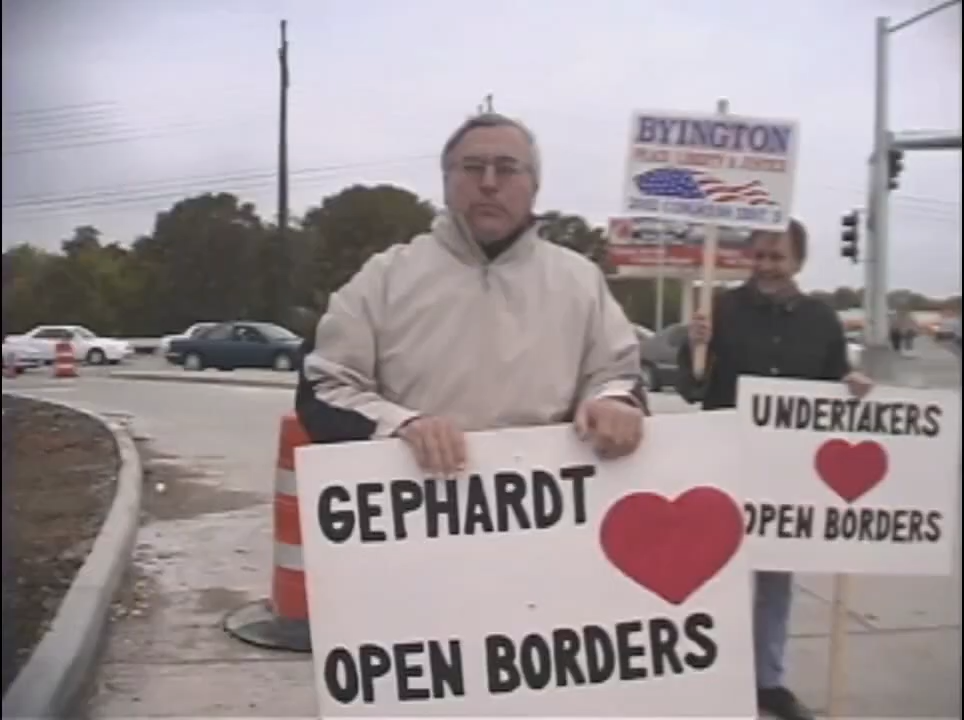 BYINGTON
PEACE LIBERTY & JUSTICE
GEPHARDT
OPEN BORDERS
UNDERTAKERS
OPEN BORDERS